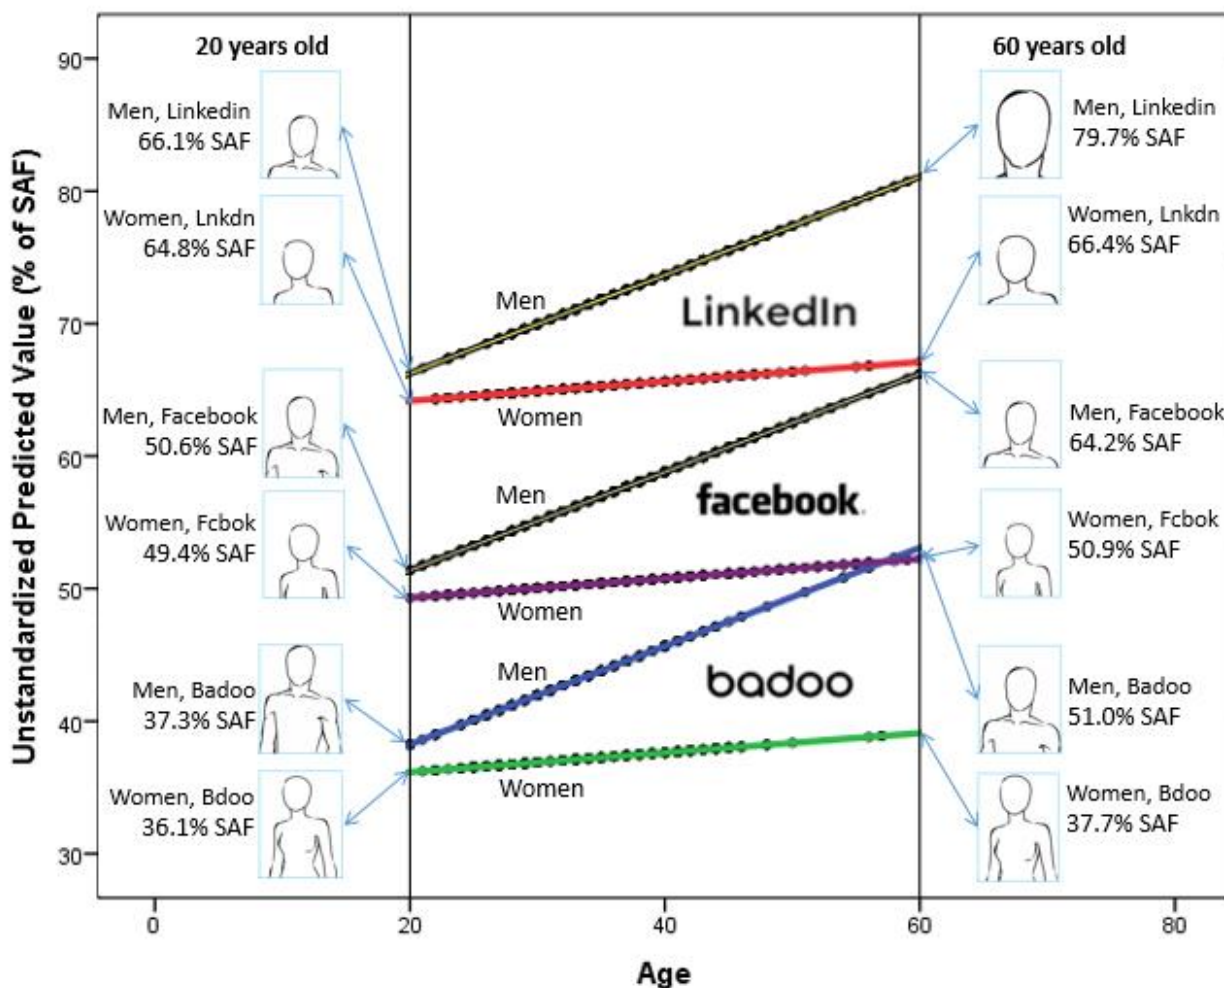 20 years old
60 years old
Unstandardized Predicted Value (% of SAF)
90
80
70
60
50
40
30
Men, Linkedin
66.1% SAF
Women, Lnkdn
64.8% SAF
Men, Facebook
50.6% SAF
Women, Fcbok
49.4% SAF
Men, Badoo
37.3% SAF
Women, Bdoo
36.1% SAF
Men
LinkedIn
Women
Men
facebook
Women
Men
badoo
Women
Men, Linkedin
79.7% SAF
Women, Lnkdn
66.4% SAF
Men, Facebook
64.2% SAF
Women, Fcbok
50.9% SAF
Men, Badoo
51.0% SAF
Women, Bdoo
37.7% SAF
0
20
40
60
80
Age